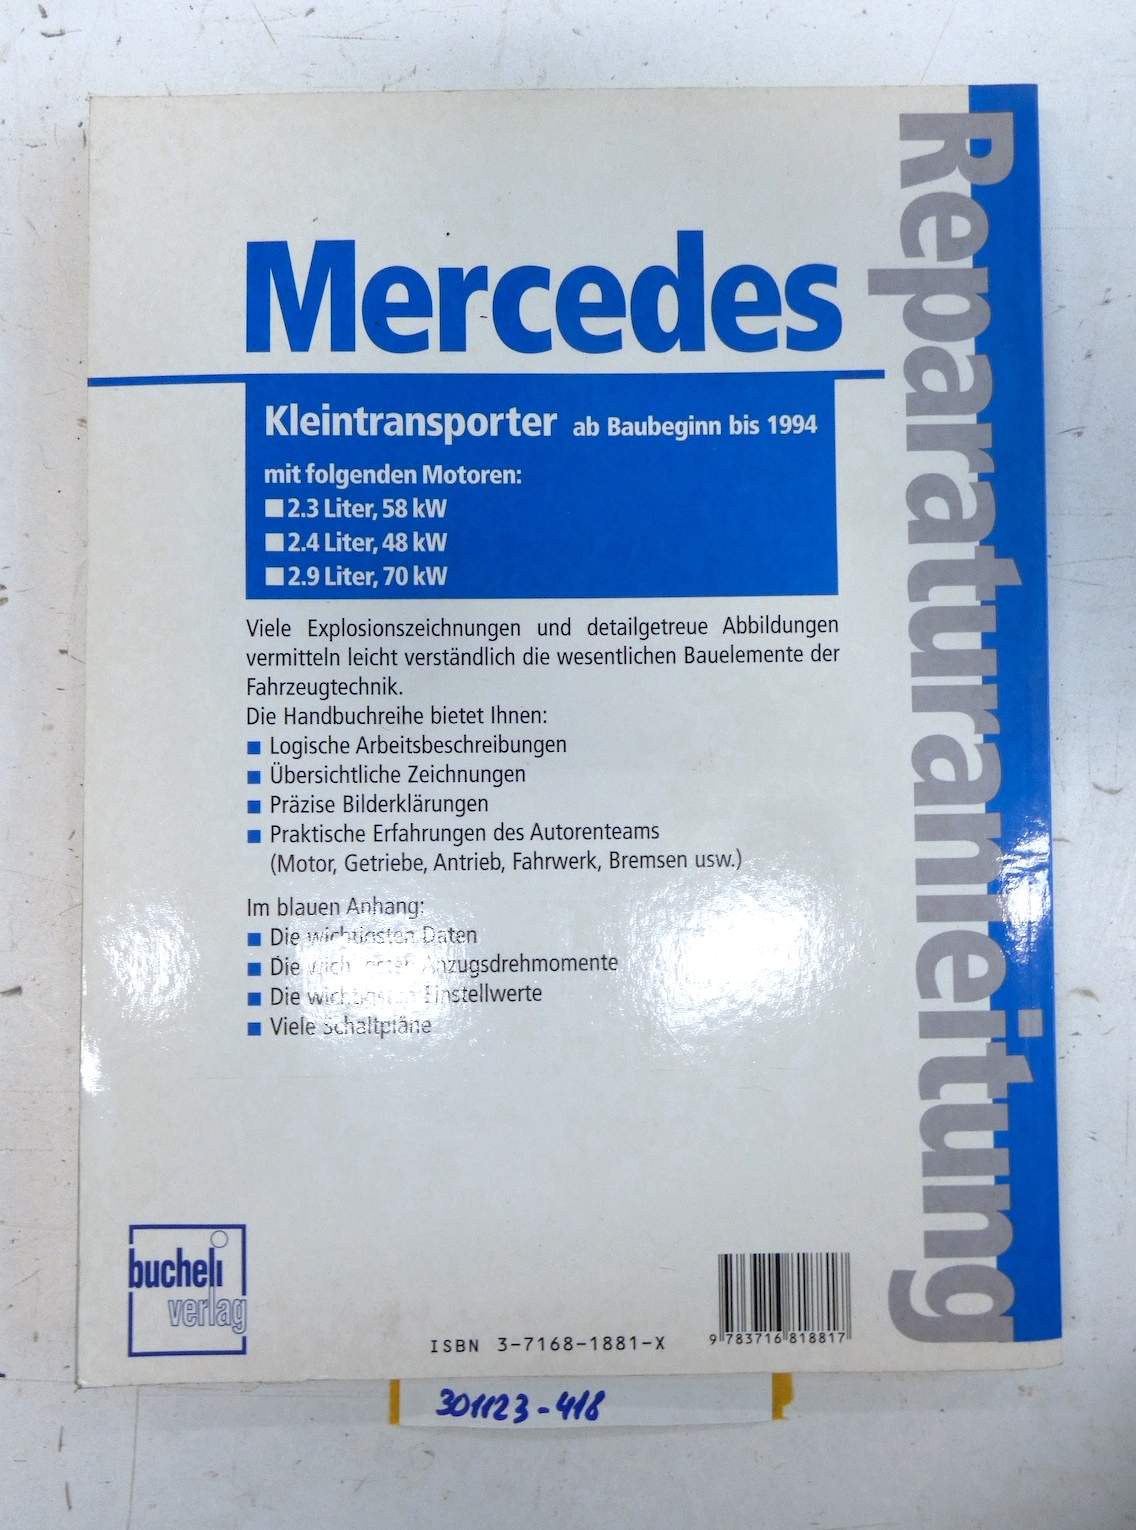 Reparaturanleitung
Mercedes
Kleintransporter ab Baubeginn bis 1994
mit folgenden Motoren:
2.3 Liter, 58 kW
2.4 Liter, 48 kW
2.9 Liter, 70 kW
Viele Explosionszeichnungen und detailgetreue Abbildungen
vermitteln leicht verständlich die wesentlichen Bauelemente der
Fahrzeugtechnik.
Die Handbuchreihe bietet Ihnen:
Logische Arbeitsbeschreibungen
Übersichtliche Zeichnungen
Präzise Bilderklärungen
Praktische Erfahrungen des Autorenteams
(Motor, Getriebe, Antrieb, Fahrwerk, Bremsen usw.)
Im blauen Anhang:
Die wichtigsten Daten
Die wichtigsten Anzugsdrehmomente
Die wichtigsten Einstellwerte
Viele Schaltpläne
bucheli
verlag
ISBN 3-7168-1881-X
9 783716 818817
301123-418